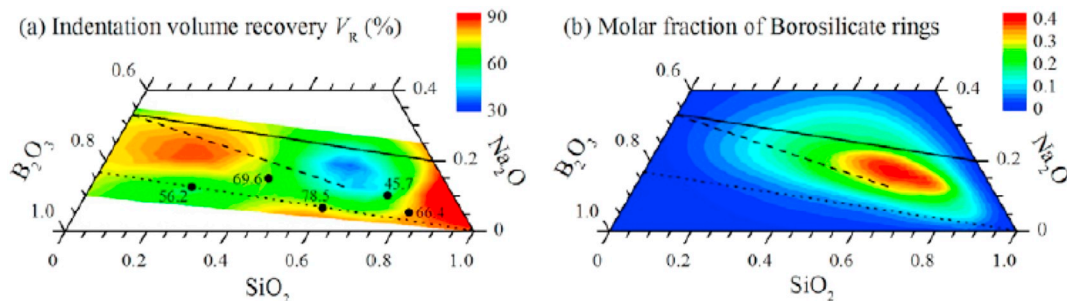 (a) Indentation volume recovery V_R (%)
90
60
30
0.6
0.4
0.8
0.2
1.0
0
B₂O₃
Na₂O
69.6
56.2
78.5
45.7
66.4
0 0.2 0.4 0.6 0.8 1.0
SiO₂
(b) Molar fraction of Borosilicate rings
0.4
0.3
0.2
0.1
0
0.6
0.4
0.8
0.2
1.0
0
B₂O₃
Na₂O
0 0.2 0.4 0.6 0.8 1.0
SiO₂